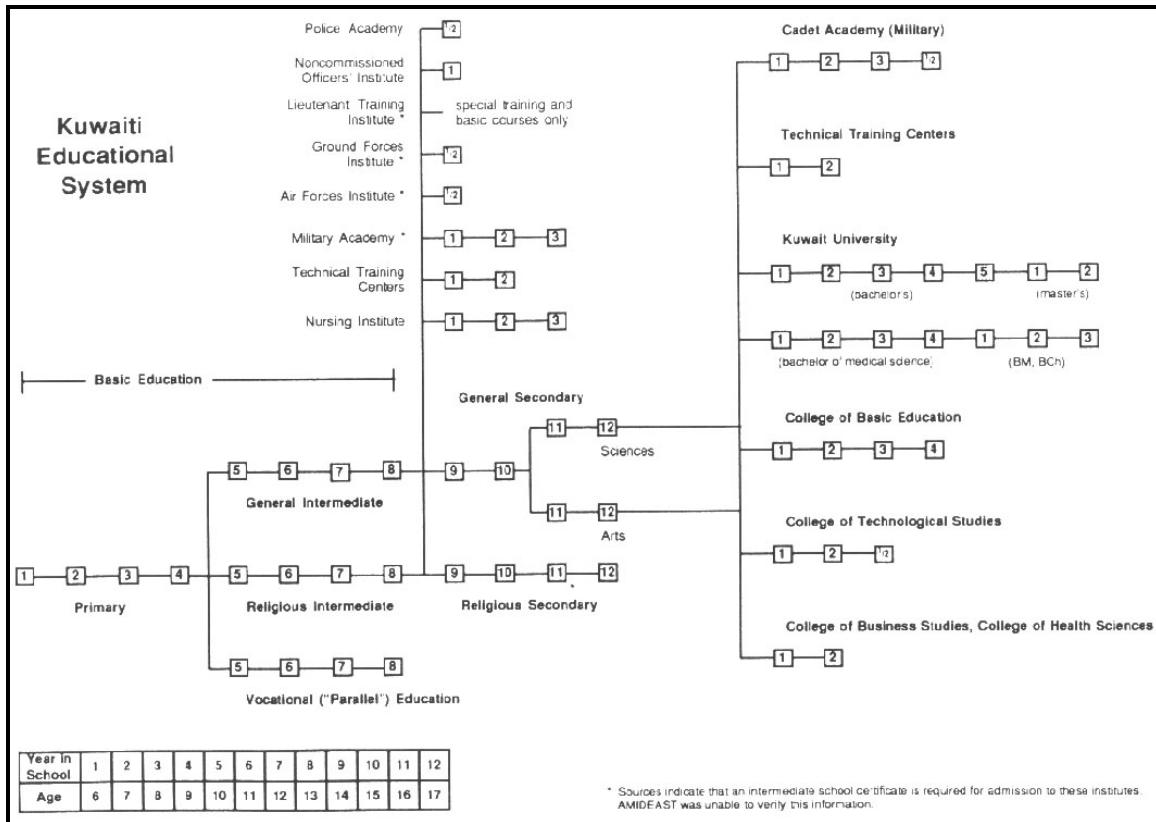 Kuwaiti
Educational
System
Police Academy
1/2
Noncommissioned
Officers' Institute
1
Lieutenant Training
Institute *
special training and
basic courses only
Ground Forces
Institute *
1/2
Air Forces Institute *
1/2
Military Academy *
1 2 3
Technical Training
Centers
1 2
Nursing Institute
1 2 3
Basic Education
General Secondary
11 12
Sciences
5 6 7 8 9 10
General Intermediate
11 12
Arts
1 2 3 4 5 6 7 8 9 10 11 12
Primary
Religious Intermediate
Religious Secondary
5 6 7 8
Vocational ("Parallel") Education
Cadet Academy (Military)
1 2 3 1/2
Technical Training Centers
1 2
Kuwait University
1 2 3 4 5 1 2
(bachelor's) (master's)
1 2 3 4 1 2 3
(bachelor of medical science) (BM, BCh)
College of Basic Education
1 2 3 4
College of Technological Studies
1 2 1/2
College of Business Studies, College of Health Sciences
1 2
Year in
School 1 2 3 4 5 6 7 8 9 10 11 12
Age 6 7 8 9 10 11 12 13 14 15 16 17
* Sources indicate that an intermediate school certificate is required for admission to these institutes.
AMIDEAST was unable to verify this information.